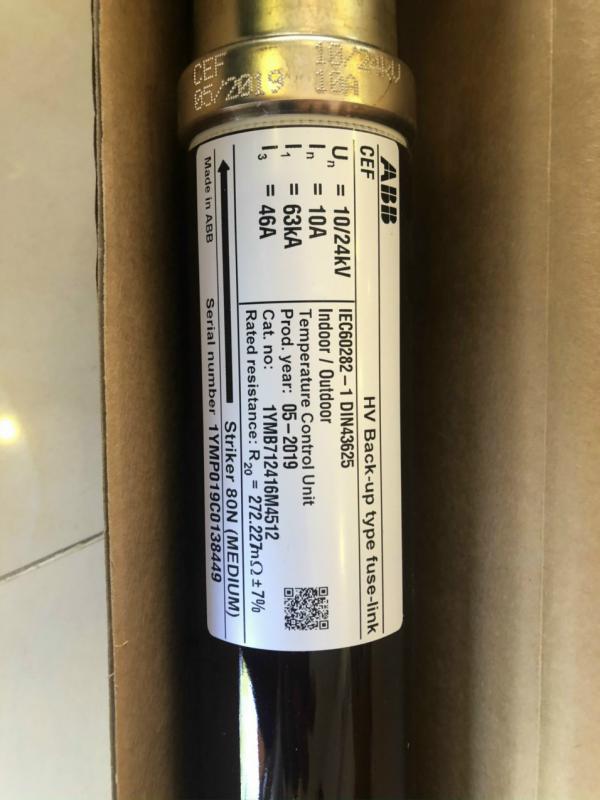 CEF 10/24kV
05/2019 10A
ABB
CEF HV Back-up type fuse-link
Un = 10/24kV
In = 10A
I1 = 63kA
I3 = 46A
IEC60282-1 DIN43625
Indoor / Outdoor
Temperature Control Unit
Prod. year: 05-2019
Cat. no: 1YMB712416M4512
Rated resistance: R20 = 272.227mΩ ± 7%
Striker 80N (MEDIUM)
Made in ABB Serial number 1YMP019C0138449